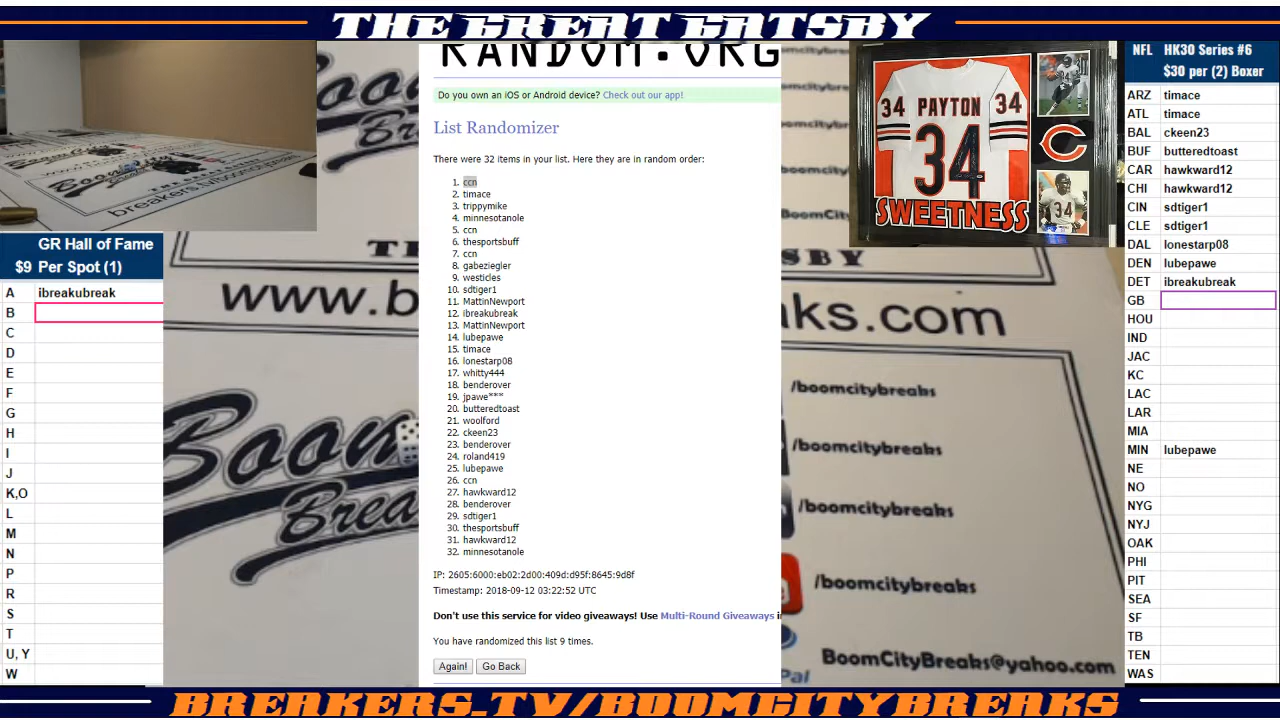 THE GREAT GATSBY
GR Hall of Fame
$9 Per Spot (1)
A ibreakubreak
B
C
D
E
F
G
H
I
J
K,O
L
M
N
P
R
S
T
U, Y
W
RANDOM.ORG
Do you own an iOS or Android device? Check out our app!
List Randomizer
There were 32 items in your list. Here they are in random order:
1. ccn
2. timace
3. trippymike
4. minnesotanole
5. ccn
6. thesportsbuff
7. ccn
8. gabeziegler
9. westicles
10. sdtiger1
11. MattinNewport
12. ibreakubreak
13. MattinNewport
14. lubepawe
15. timace
16. lonestarp08
17. whitty444
18. benderover
19. jpawe***
20. butteredtoast
21. woolford
22. ckeen23
23. benderover
24. roland419
25. lubepawe
26. ccn
27. hawkward12
28. benderover
29. sdtiger1
30. thesportsbuff
31. hawkward12
32. minnesotanole
IP: 2605:6000:eb02:2d00:409d:d95f:8645:9d8f
Timestamp: 2018-09-12 03:22:52 UTC
Don't use this service for video giveaways! Use Multi-Round Giveaways i
You have randomized this list 9 times.
Again! Go Back
34 PAYTON 34
34
SWEETNESS
www.b
ks.com
Boom
Brea
/boomcitybreaks
/boomcitybreaks
/boomcitybreaks
/boomcitybreaks
Pal
BoomCityBreaks@yahoo.com
NFL HK30 Series #6
$30 per (2) Boxer
ARZ timace
ATL timace
BAL ckeen23
BUF butteredtoast
CAR hawkward12
CHI hawkward12
CIN sdtiger1
CLE sdtiger1
DAL lonestarp08
DEN lubepawe
DET ibreakubreak
GB
HOU
IND
JAC
KC
LAC
LAR
MIA
MIN lubepawe
NE
NO
NYG
NYJ
OAK
PHI
PIT
SEA
SF
TB
TEN
WAS
BREAKERS.TV/BOOMCITYBREAKS